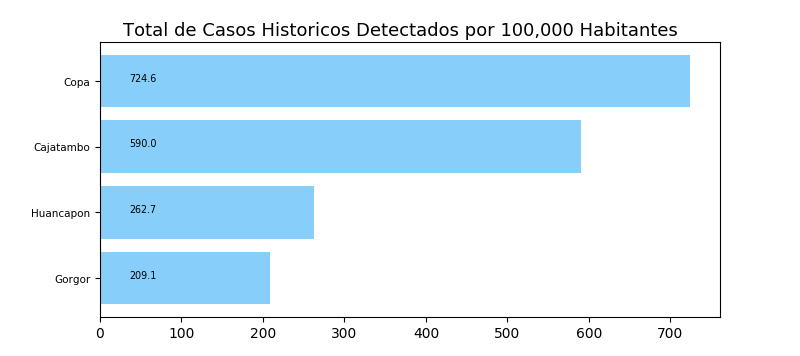 Total de Casos Historicos Detectados por 100,000 Habitantes
Copa 724.6
Cajatambo 590.0
Huancapon 262.7
Gorgor 209.1
0 100 200 300 400 500 600 700